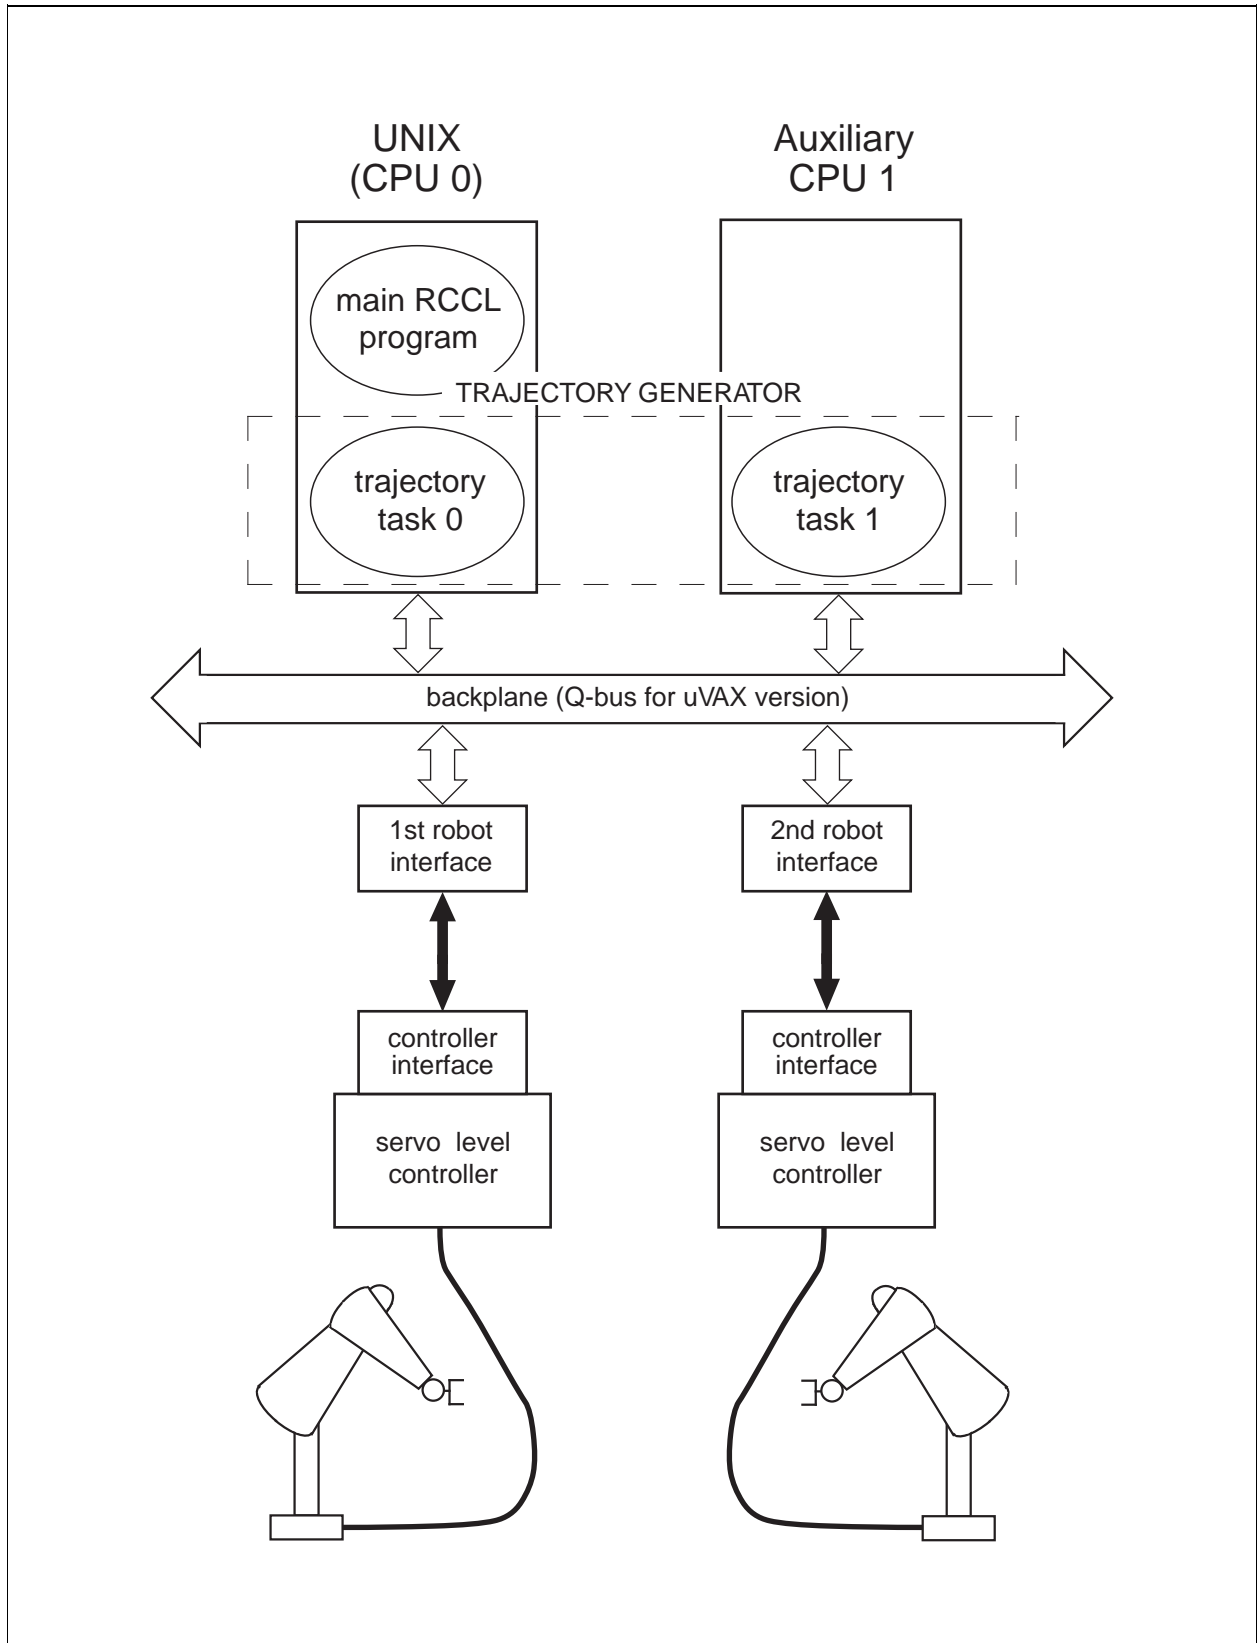 UNIX
(CPU 0)
Auxiliary
CPU 1
main RCCL
program
TRAJECTORY GENERATOR
trajectory
task 0
trajectory
task 1
backplane (Q-bus for uVAX version)
1st robot
interface
2nd robot
interface
controller
interface
controller
interface
servo level
controller
servo level
controller